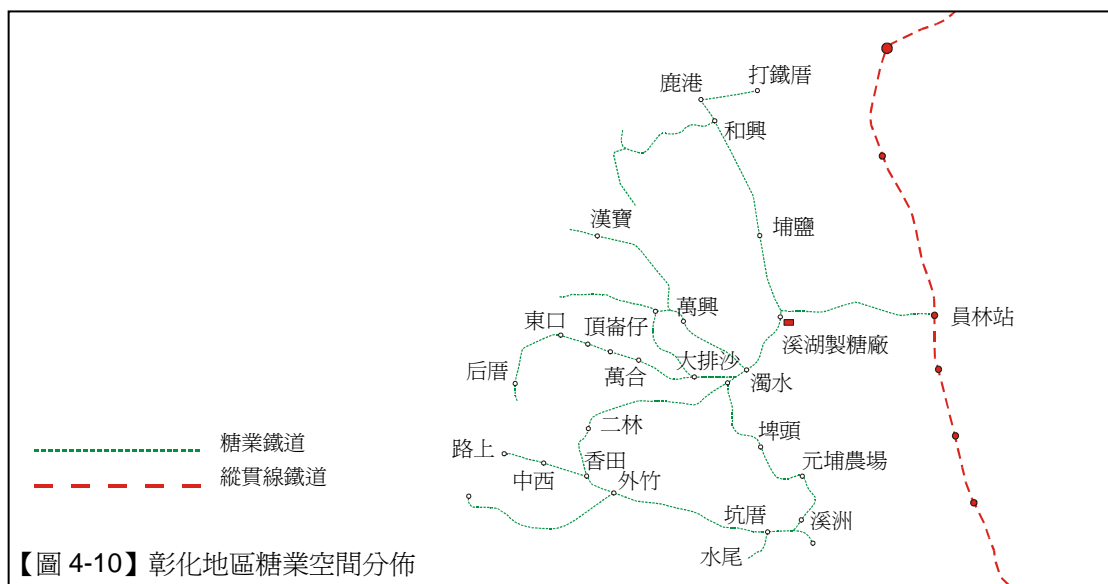 打鐵厝
鹿港
和興
漢寶
埔鹽
萬興
員林站
東口
頂崙仔
溪湖製糖廠
大排沙
后厝
萬合
濁水
二林
埤頭
糖業鐵道
路上
香田
元埔農場
中西
縱貫線鐵道
外竹
坑厝
溪洲
水尾
【圖 4-10】彰化地區糖業空間分佈